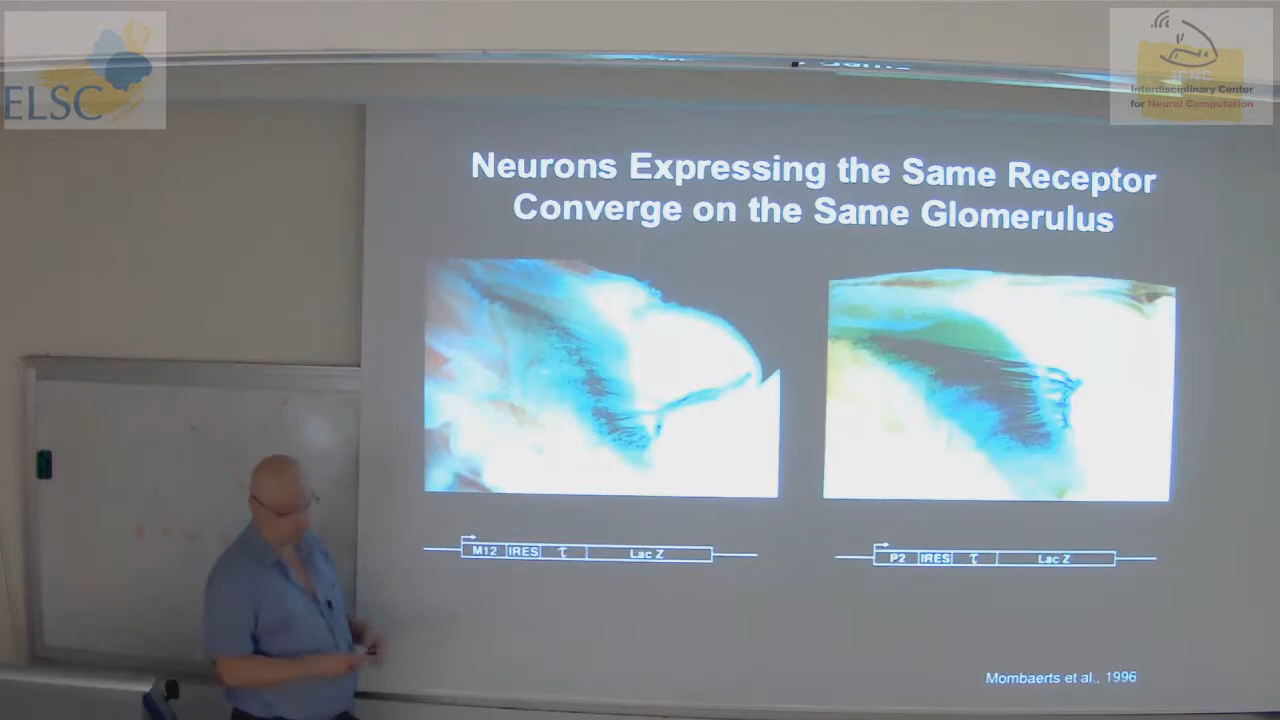 ELSC
ICNC
Interdisciplinary Center
for Neural Computation
Neurons Expressing the Same Receptor
Converge on the Same Glomerulus
M12 IRES τ Lac Z
P2 IRES τ Lac Z
Mombaerts et al., 1996